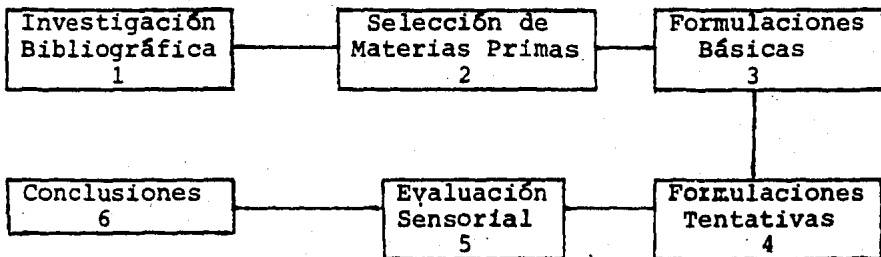 Investigación
Bibliográfica
1
Selección de
Materias Primas
2
Formulaciones
Básicas
3
Formulaciones
Tentativas
4
Evaluación
Sensorial
5
Conclusiones
6